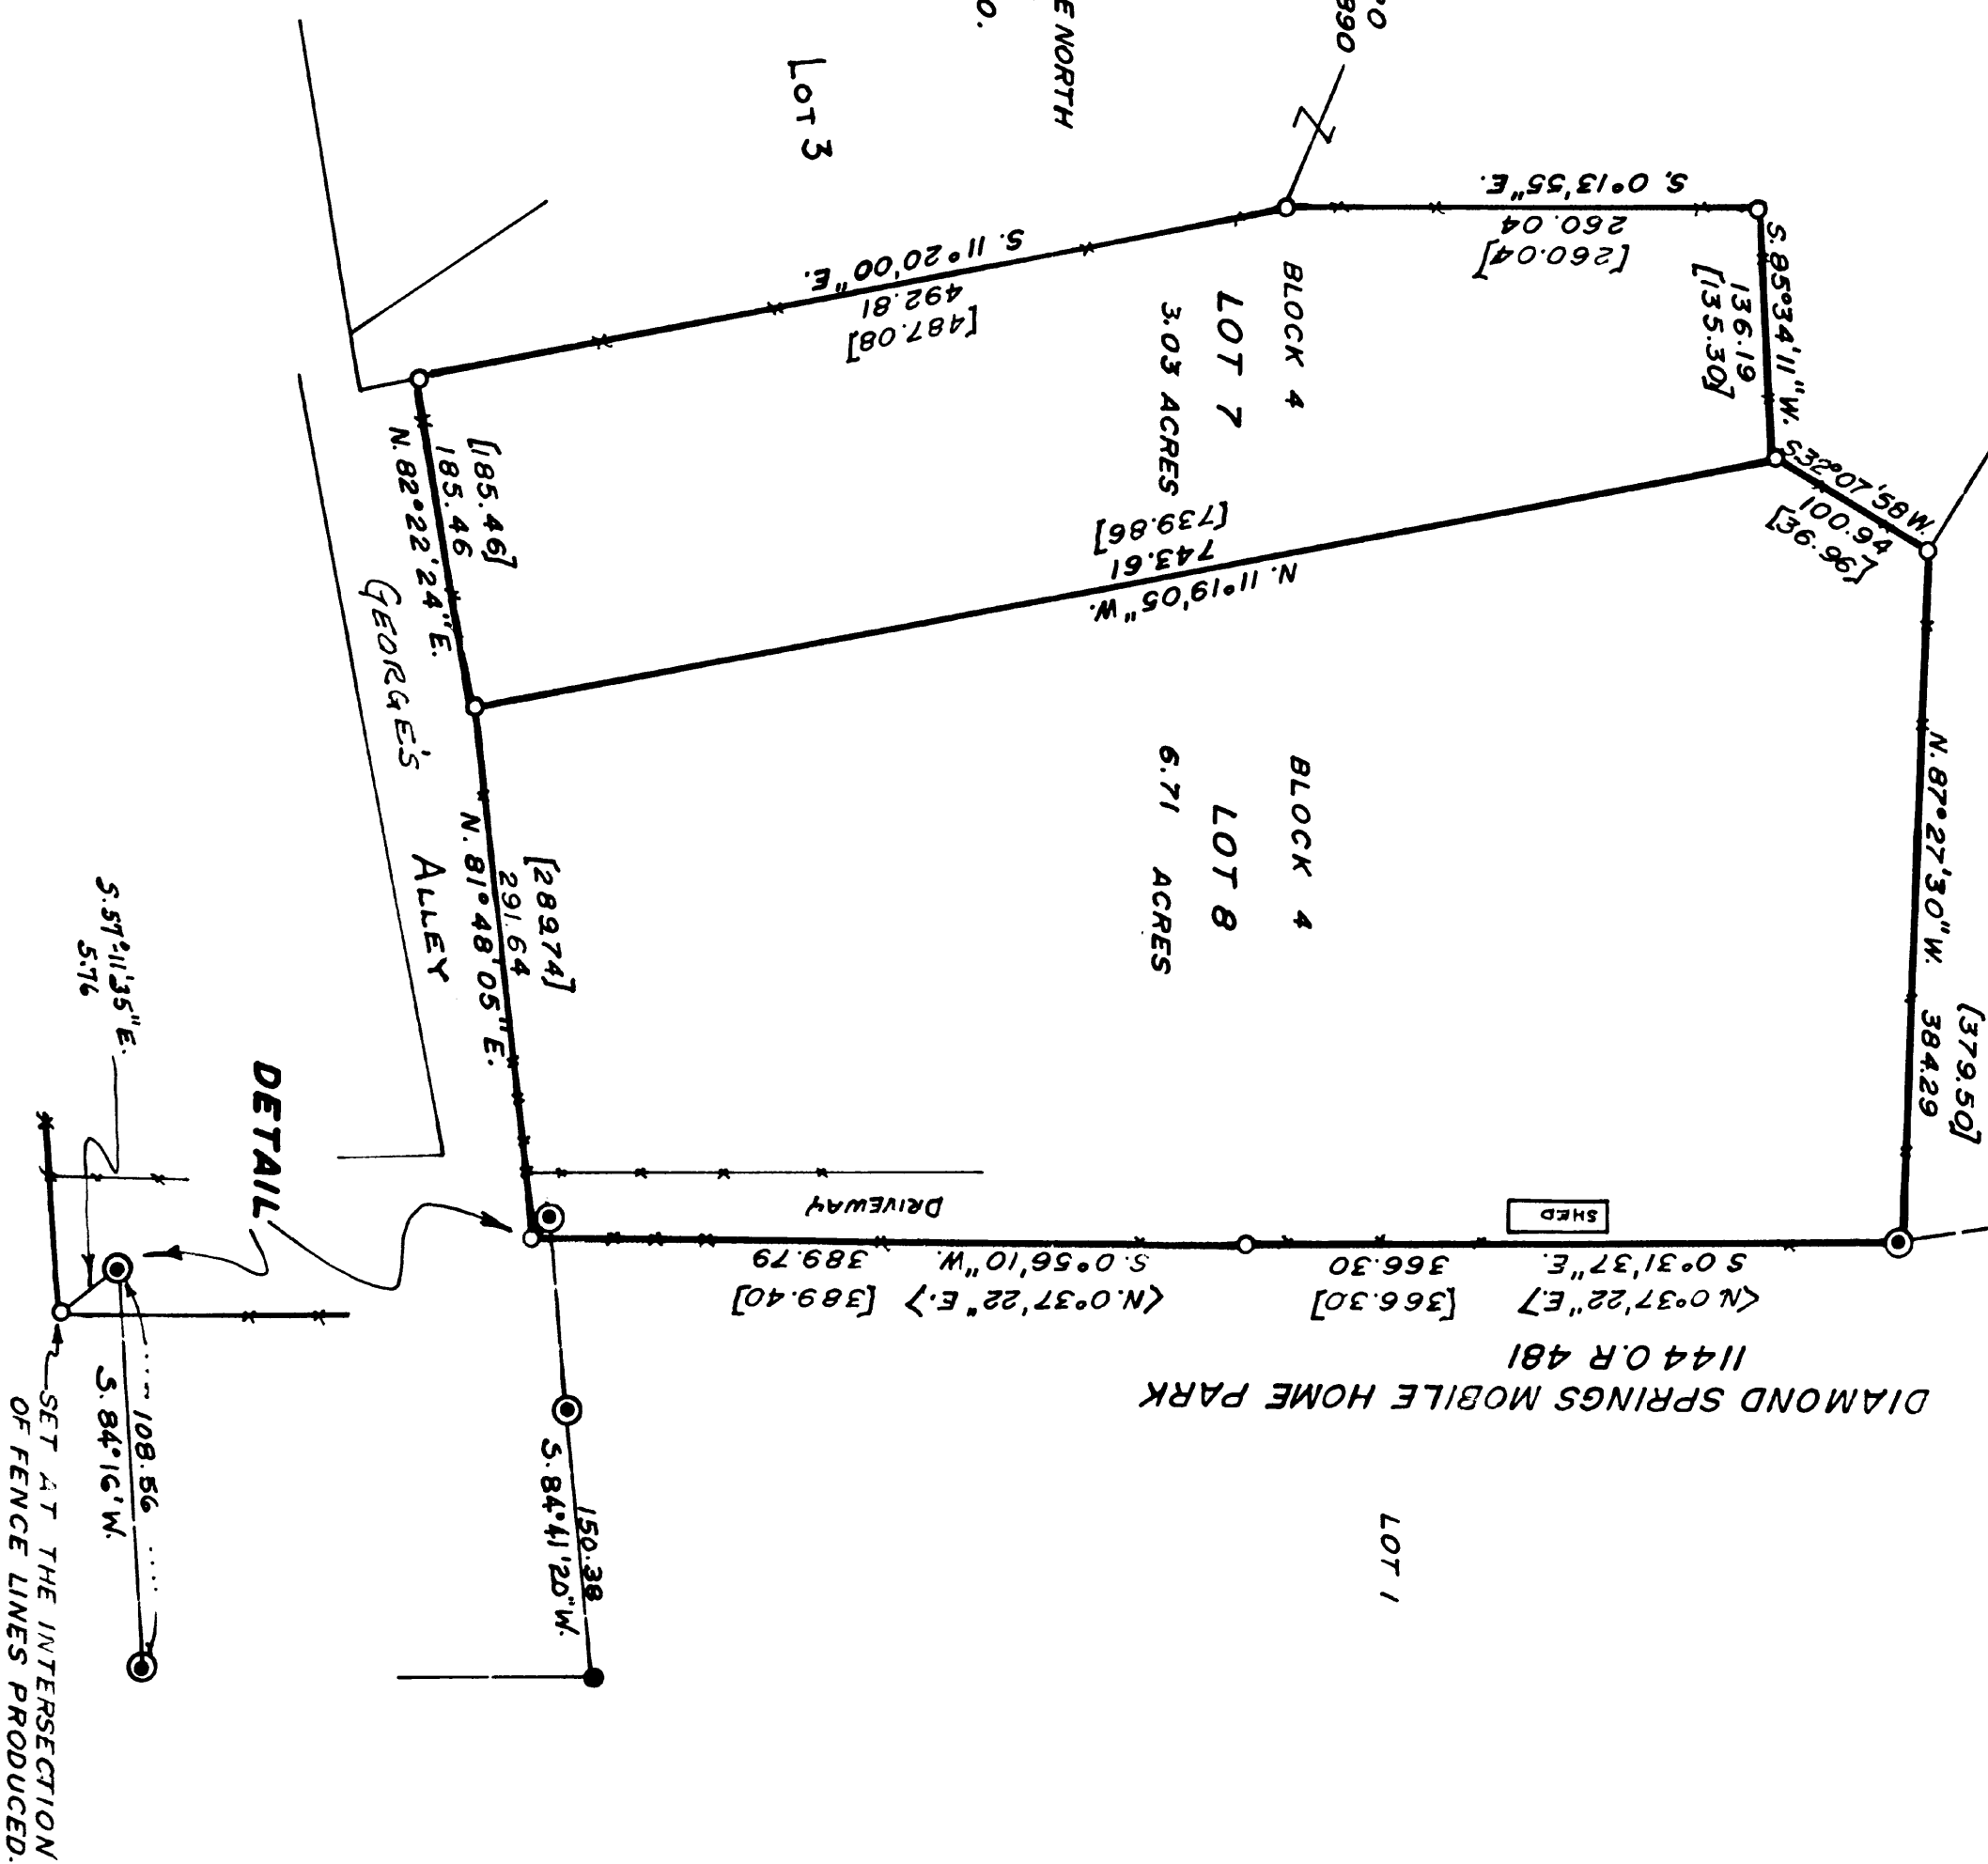 890
E NORTH
O.
LOT 3
S. 0°13'55" E.
260.04
[260.04]
S. 85°34'11" W.
136.19
[135.30]
100.94
[96.93]
S. 11°20'00" E.
492.81
[487.08]
BLOCK 4
LOT 7
3.03 ACRES
N. 11°19'05" W.
743.61
[739.86]
[185.46]
185.46
N. 82°22'24" E.
GEORGE'S ALLEY
N. 87°27'30" W.
384.29
[379.50]
BLOCK 4
LOT 8
6.71 ACRES
[289.74]
291.64
N. 81°48'05" E.
DRIVEWAY
SHED
S. 0°56'10" W.
389.79
<N. 0°37'22" E.> [389.40]
S 0°31'37" E.
366.30
<N 0°37'22" E.> [366.30]
DIAMOND SPRINGS MOBILE HOME PARK
1144 O.R 481
LOT 1
150.38
S. 84°41'20" W.
DETAIL
S. 57°11'35" E.
5.76
108.56
S. 84°16' W.
SET AT THE INTERSECTION
OF FENCE LINES PRODUCED.